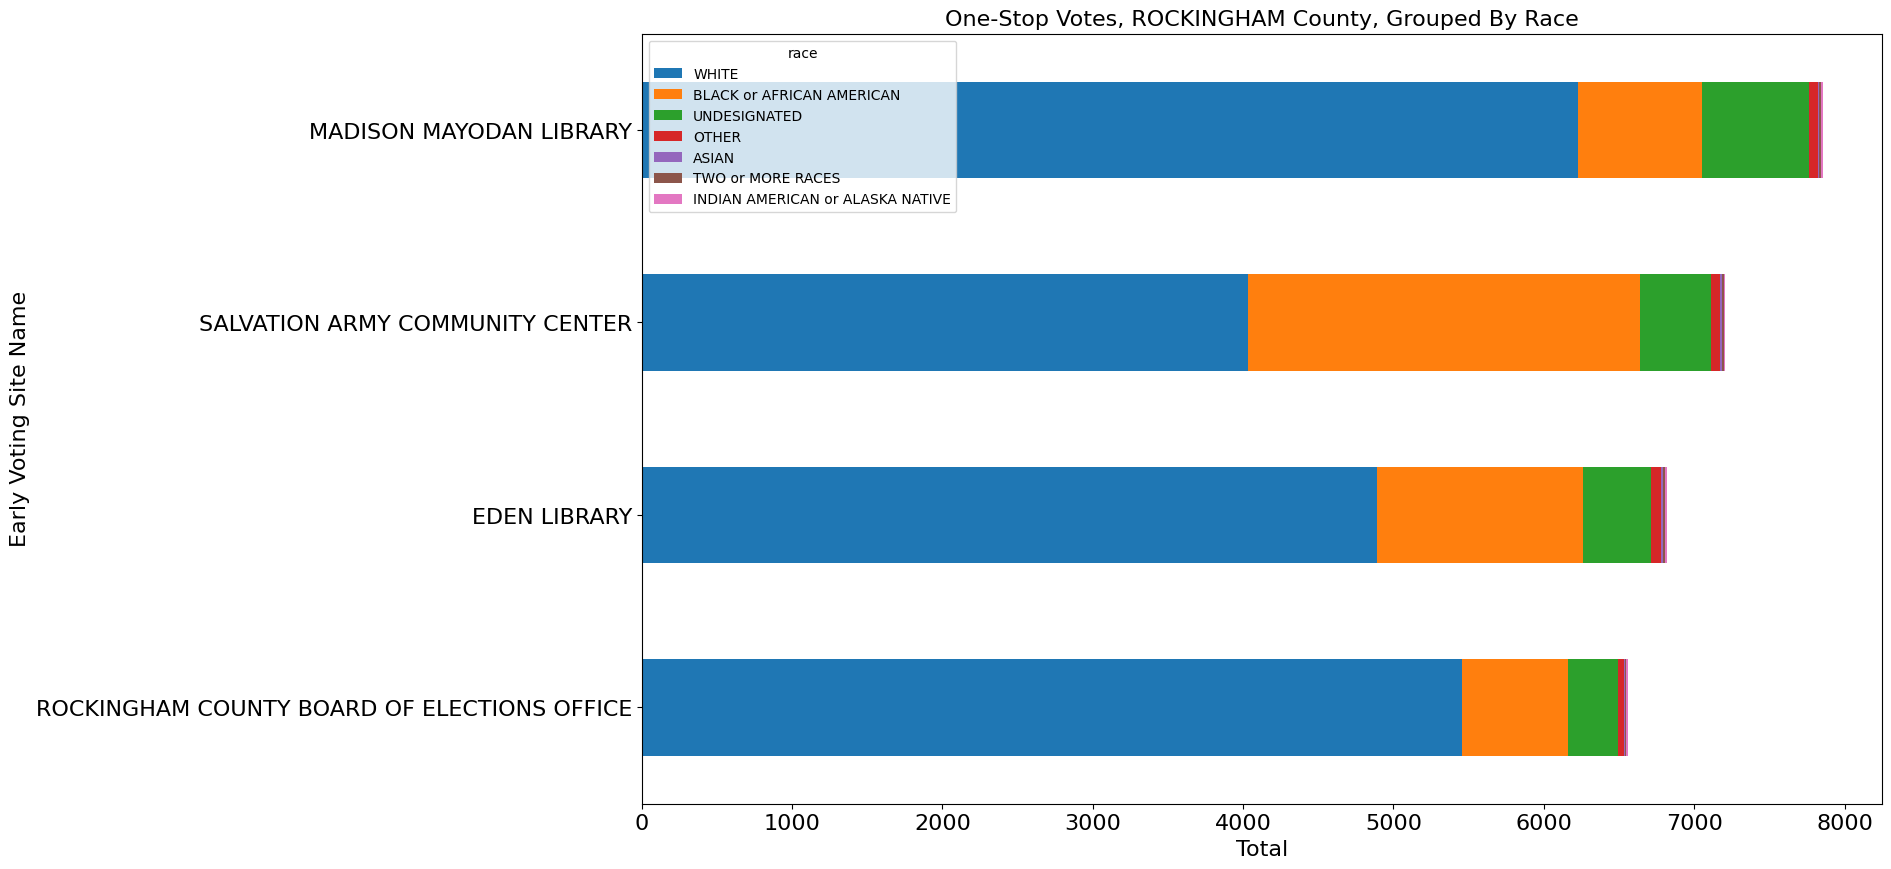 One-Stop Votes, ROCKINGHAM County, Grouped By Race
race
WHITE
BLACK or AFRICAN AMERICAN
UNDESIGNATED
OTHER
ASIAN
TWO or MORE RACES
INDIAN AMERICAN or ALASKA NATIVE
Early Voting Site Name
MADISON MAYODAN LIBRARY
SALVATION ARMY COMMUNITY CENTER
EDEN LIBRARY
ROCKINGHAM COUNTY BOARD OF ELECTIONS OFFICE
0 1000 2000 3000 4000 5000 6000 7000 8000
Total